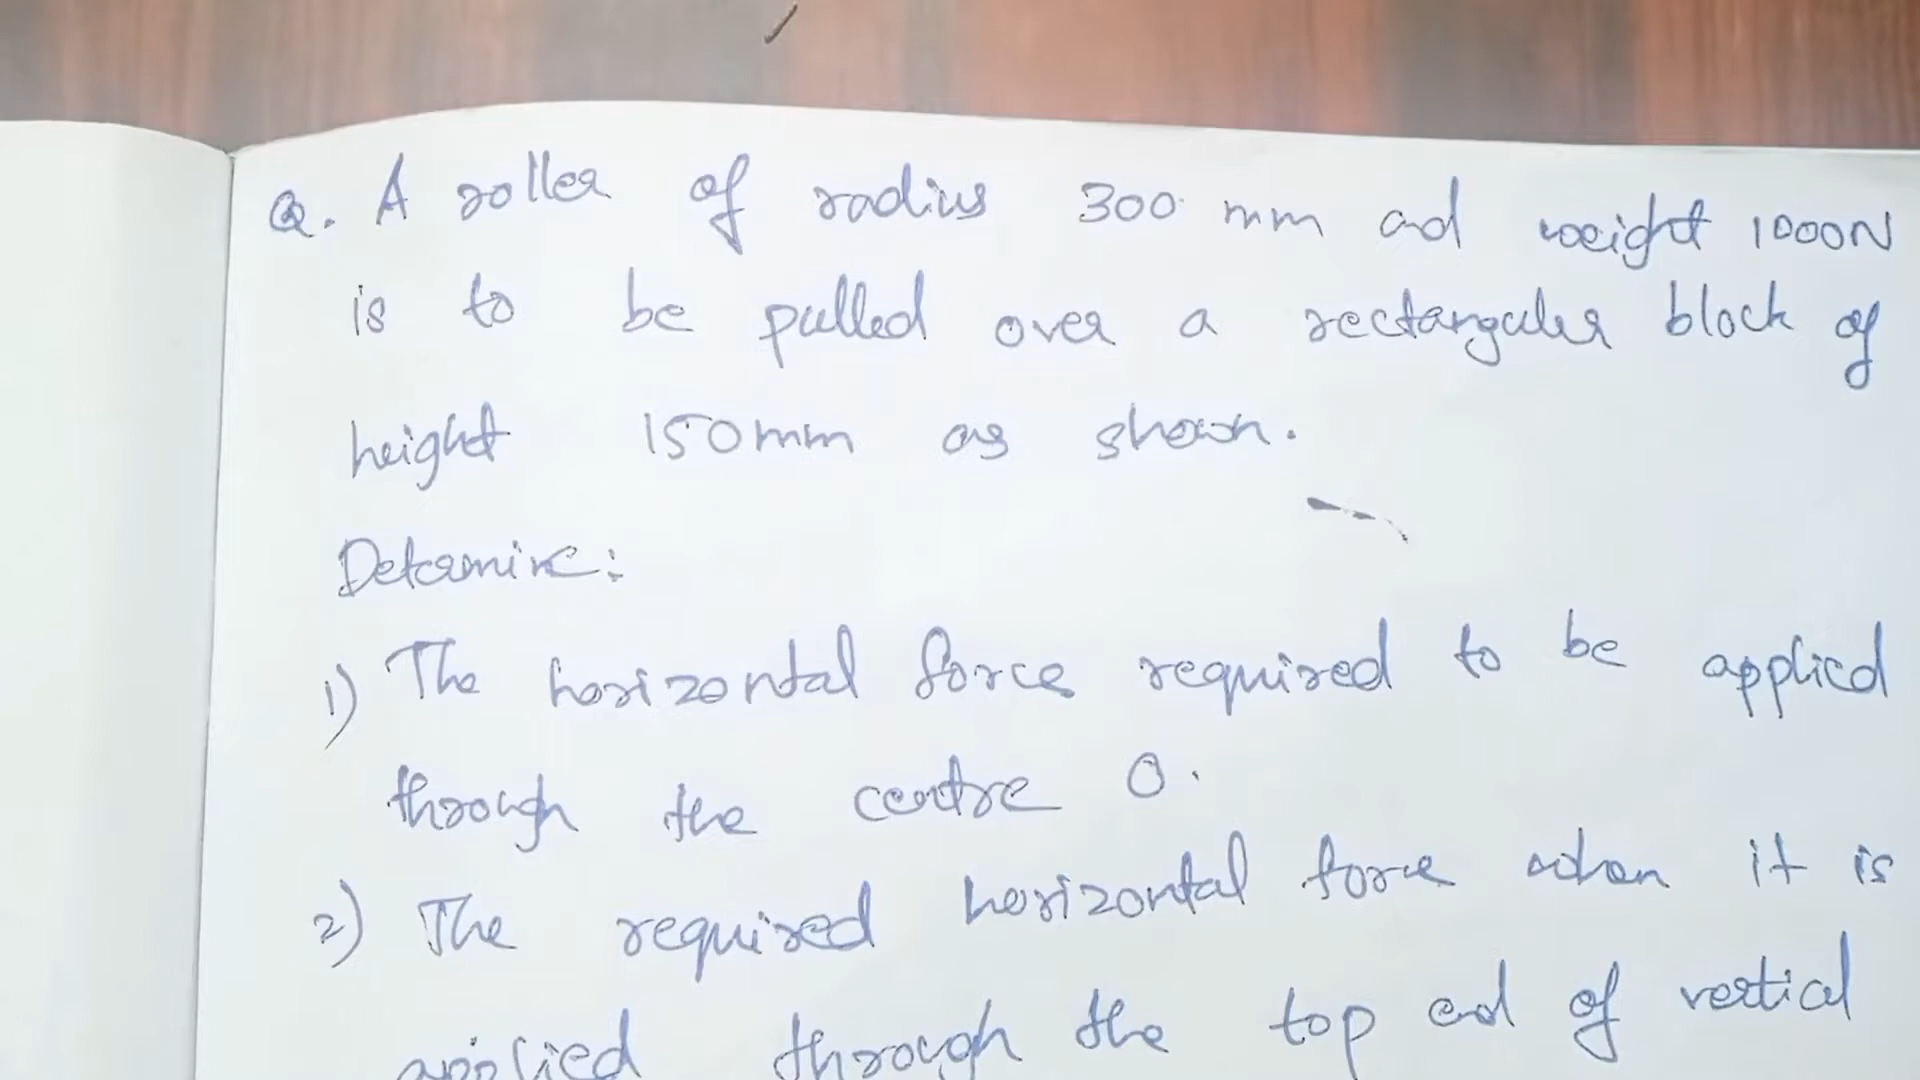 Q. A roller of radius 300 mm and weight 1000N
is to be pulled over a rectangular block of
height 150mm as shown.
Determine:
1) The horizontal force required to be applied
through the centre O.
2) The required horizontal force when it is
applied through the top end of vertical